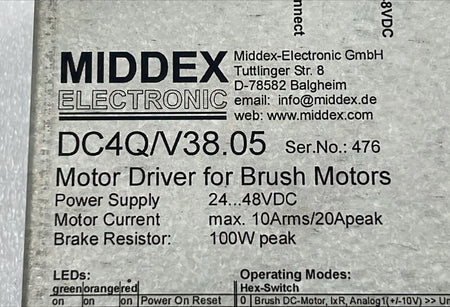 onnect
48VDC
MIDDEX
ELECTRONIC
Middex-Electronic GmbH
Tuttlinger Str. 8
D-78582 Balgheim
email: info@middex.de
web: www.middex.com
DC4Q/V38.05 Ser.No.: 476
Motor Driver for Brush Motors
Power Supply 24...48VDC
Motor Current max. 10Arms/20Apeak
Brake Resistor: 100W peak
LEDs: Operating Modes:
green orange red Hex-Switch
on on on Power On Reset 0 Brush DC-Motor, IxR, Analog1(+/-10V) >> Un